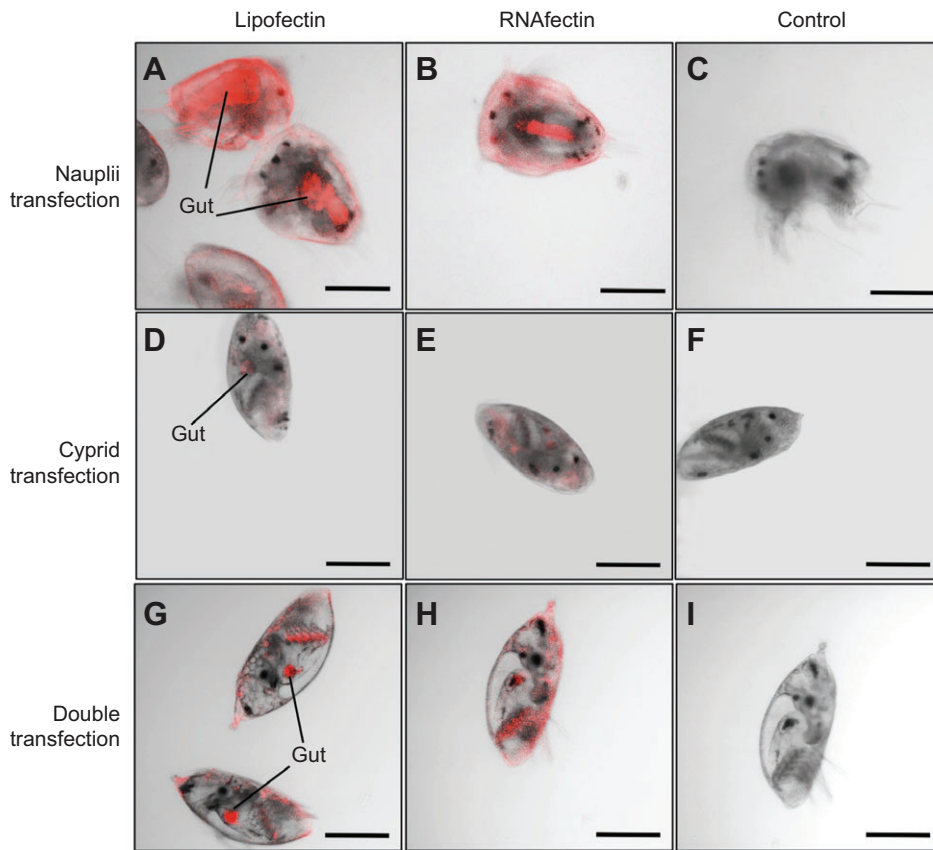 Lipofectin RNAfectin Control
A B C
Nauplii
transfection
Gut
D E F
Gut
Cyprid
transfection
G H I
Double
transfection
Gut